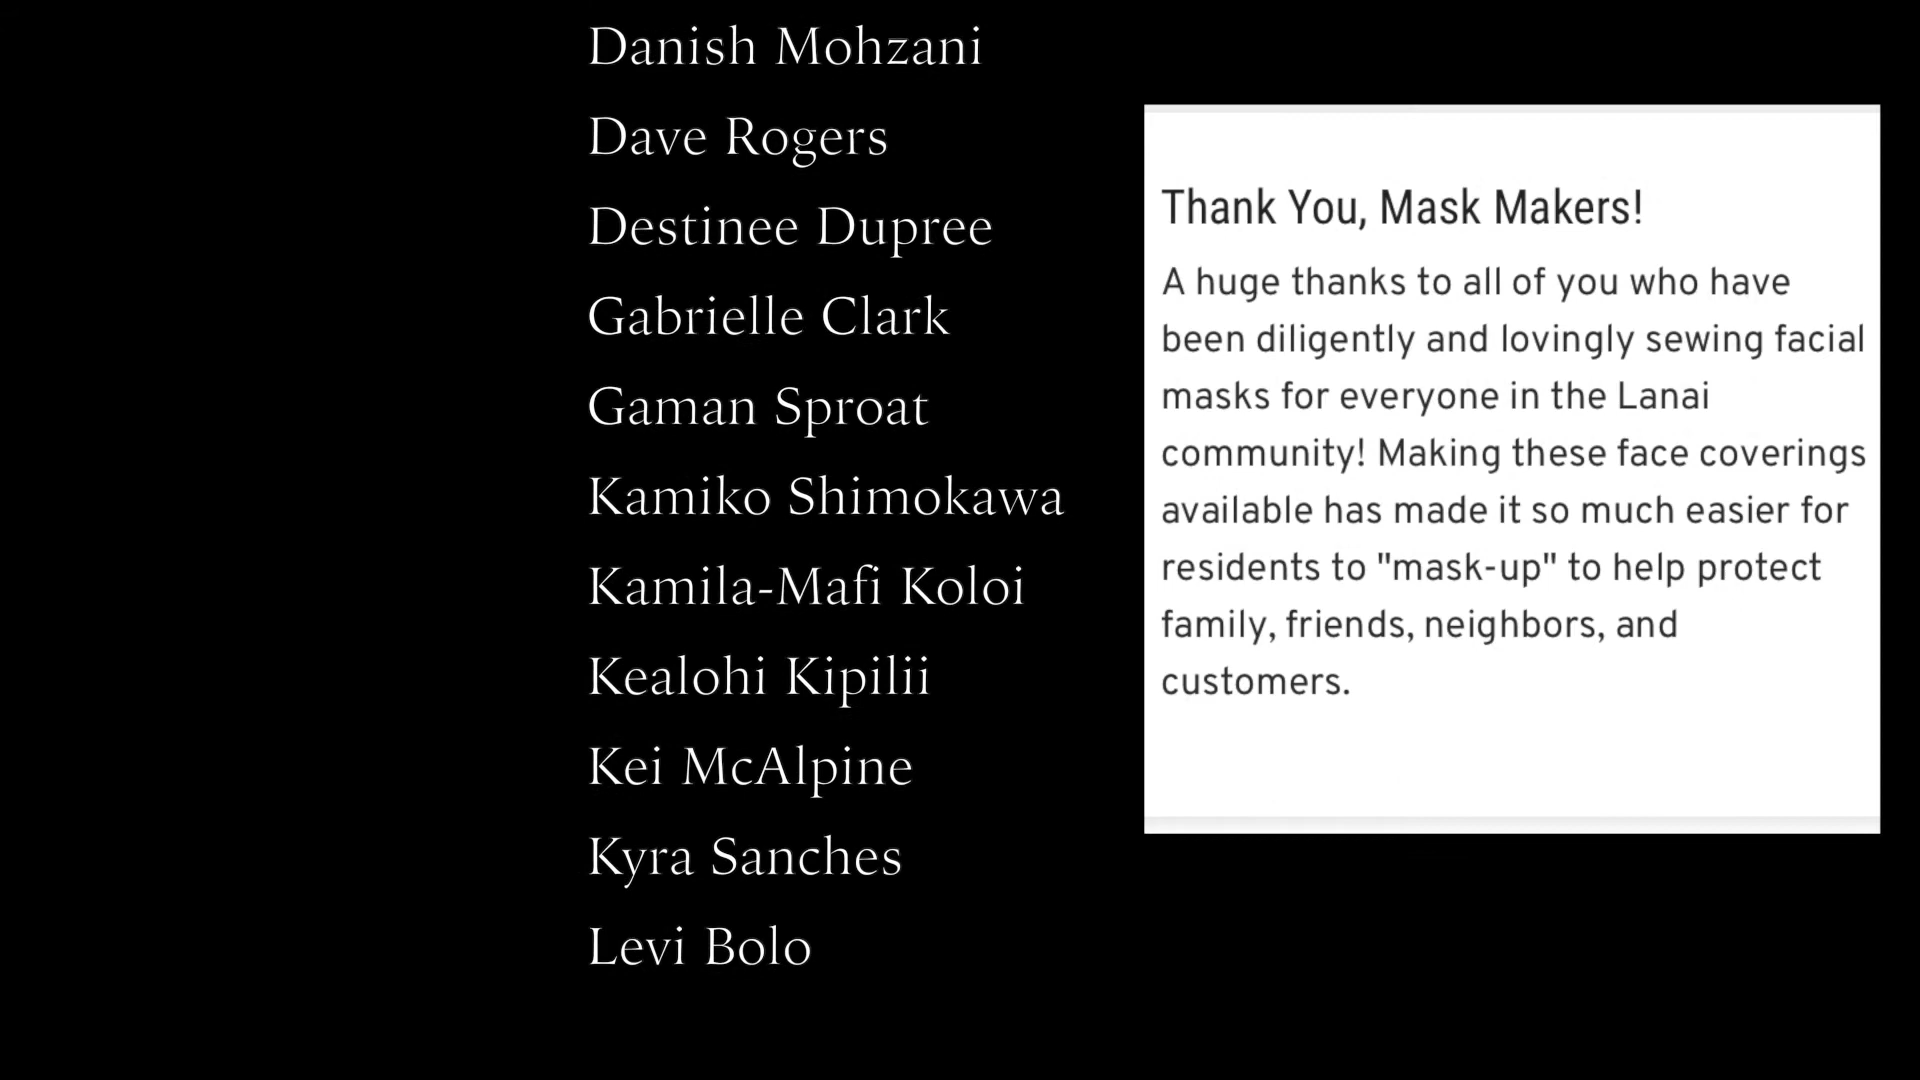 Danish Mohzani
Dave Rogers
Destinee Dupree
Gabrielle Clark
Gaman Sproat
Kamiko Shimokawa
Kamila-Mafi Koloi
Kealohi Kipilii
Kei McAlpine
Kyra Sanches
Levi Bolo
Thank You, Mask Makers!
A huge thanks to all of you who have
been diligently and lovingly sewing facial
masks for everyone in the Lanai
community! Making these face coverings
available has made it so much easier for
residents to "mask-up" to help protect
family, friends, neighbors, and
customers.